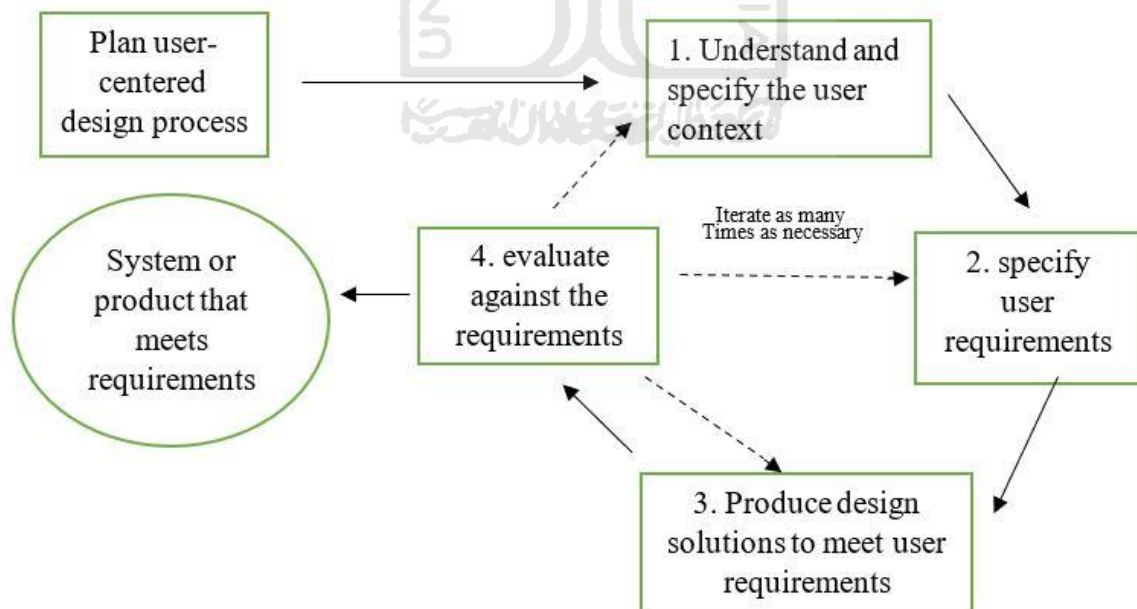 Plan user-
centered
design process
1. Understand and
specify the user
context
Iterate as many
Times as necessary
2. specify
user
requirements
3. Produce design
solutions to meet user
requirements
4. evaluate
against the
requirements
System or
product that
meets
requirements